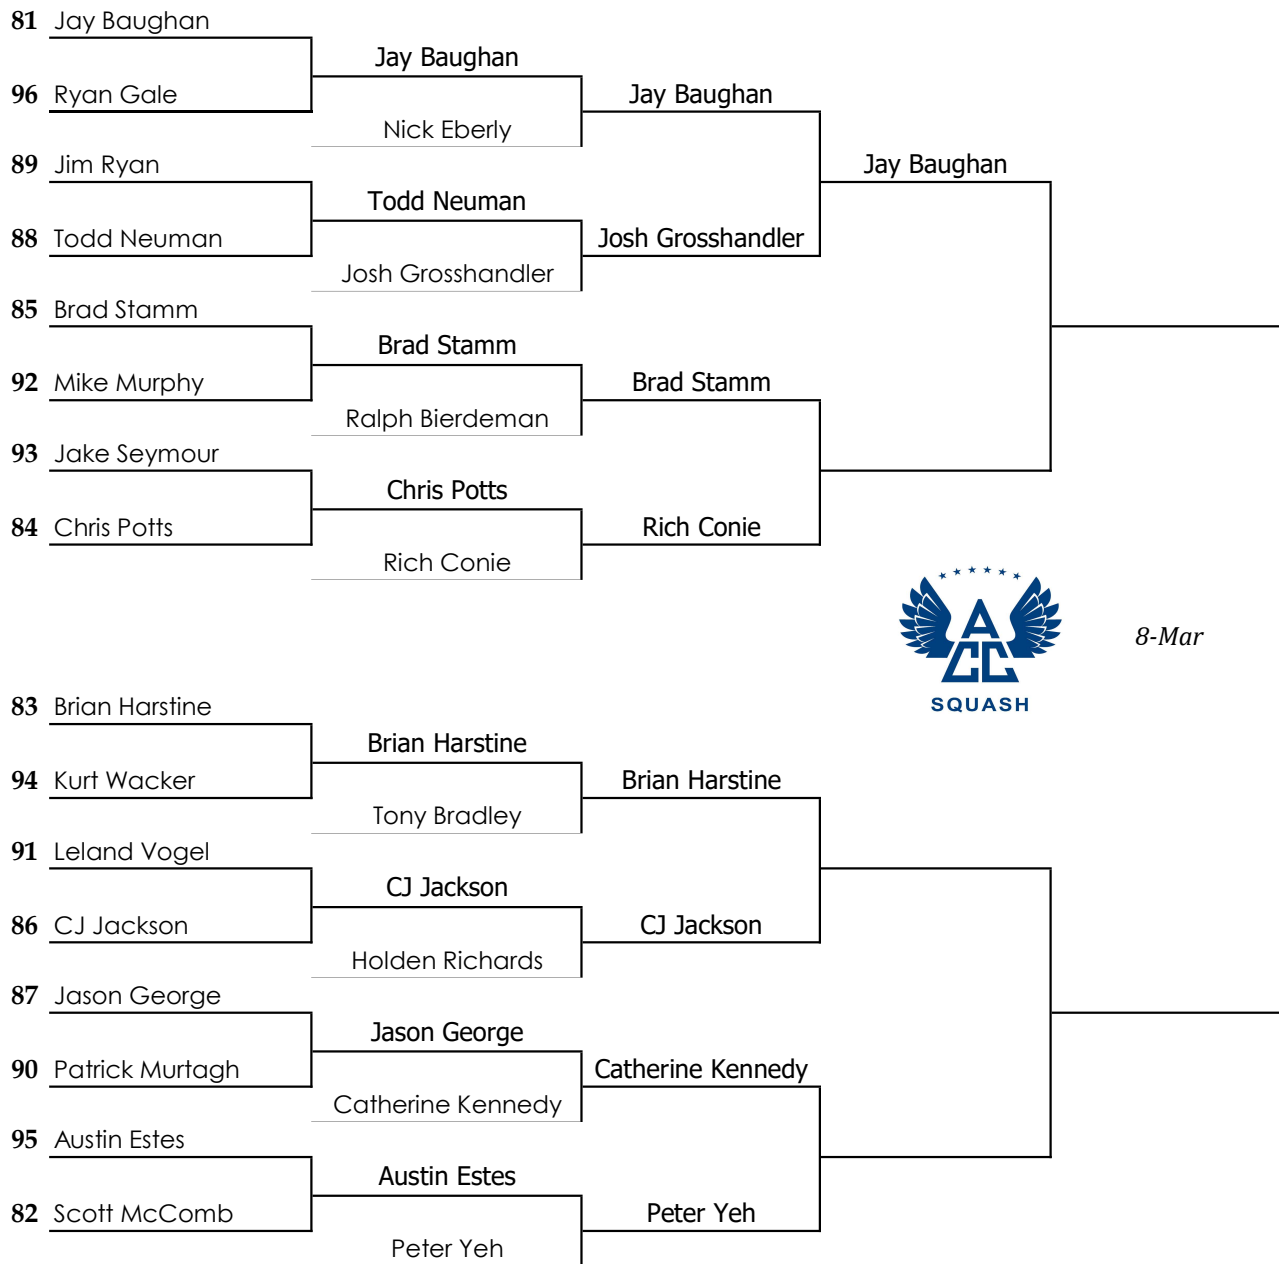 81 Jay Baughan
Jay Baughan
96 Ryan Gale
Jay Baughan
Nick Eberly
89 Jim Ryan
Jay Baughan
Todd Neuman
88 Todd Neuman
Josh Grosshandler
Josh Grosshandler
85 Brad Stamm
Brad Stamm
92 Mike Murphy
Brad Stamm
Ralph Bierdeman
93 Jake Seymour
Chris Potts
84 Chris Potts
Rich Conie
Rich Conie
A
CC
SQUASH
8-Mar
83 Brian Harstine
Brian Harstine
94 Kurt Wacker
Brian Harstine
Tony Bradley
91 Leland Vogel
CJ Jackson
86 CJ Jackson
CJ Jackson
Holden Richards
87 Jason George
Jason George
90 Patrick Murtagh
Catherine Kennedy
Catherine Kennedy
95 Austin Estes
Austin Estes
82 Scott McComb
Peter Yeh
Peter Yeh